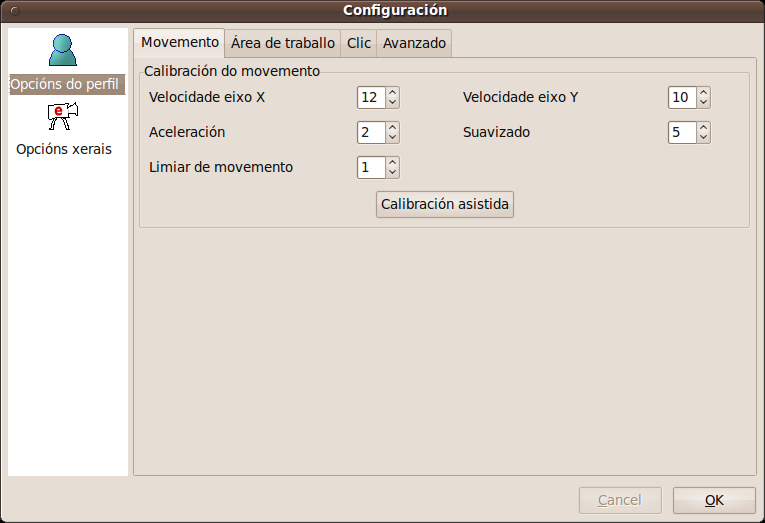 Configuración
Opcións do perfil
e
Opcións xerais
Movemento Área de traballo Clic Avanzado
Calibración do movemento
Velocidade eixo X 12 Velocidade eixo Y 10
Aceleración 2 Suavizado 5
Limiar de movemento 1
Calibración asistida
Cancel OK